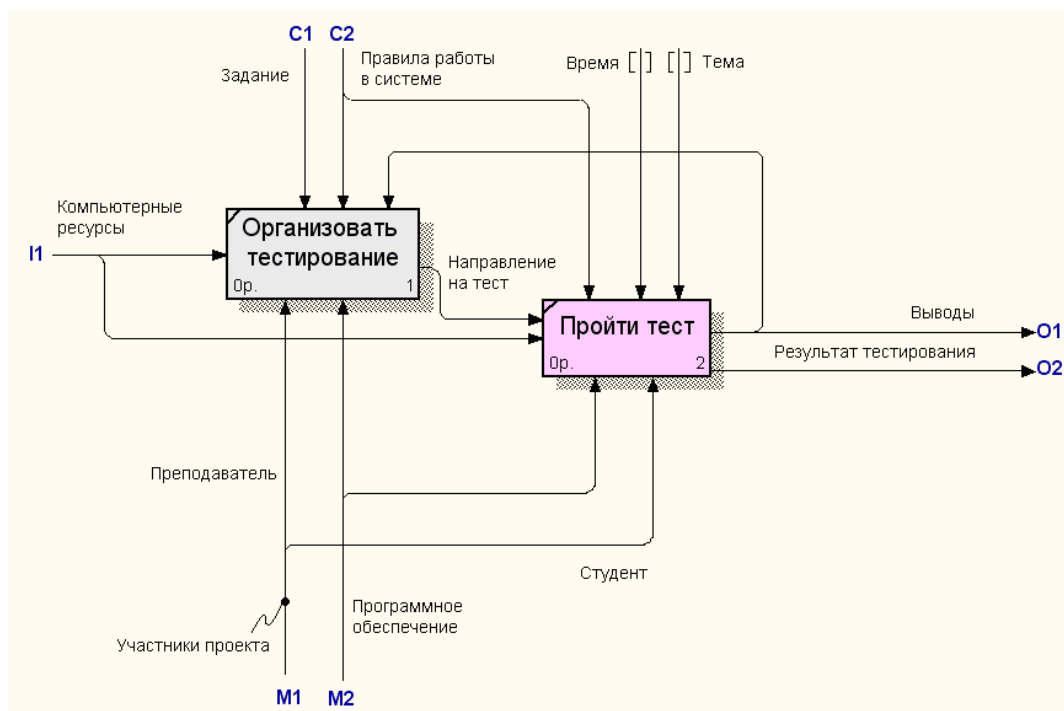 C1
C2
Задание
Правила работы
в системе
Время [ ] [ ] Тема
Компьютерные
ресурсы
I1
Организовать
тестирование
0р.
1
Направление
на тест
Пройти тест
0р.
2
Выводы
O1
Результат тестирования
O2
Преподаватель
Студент
Программное
обеспечение
Участники проекта
M1
M2